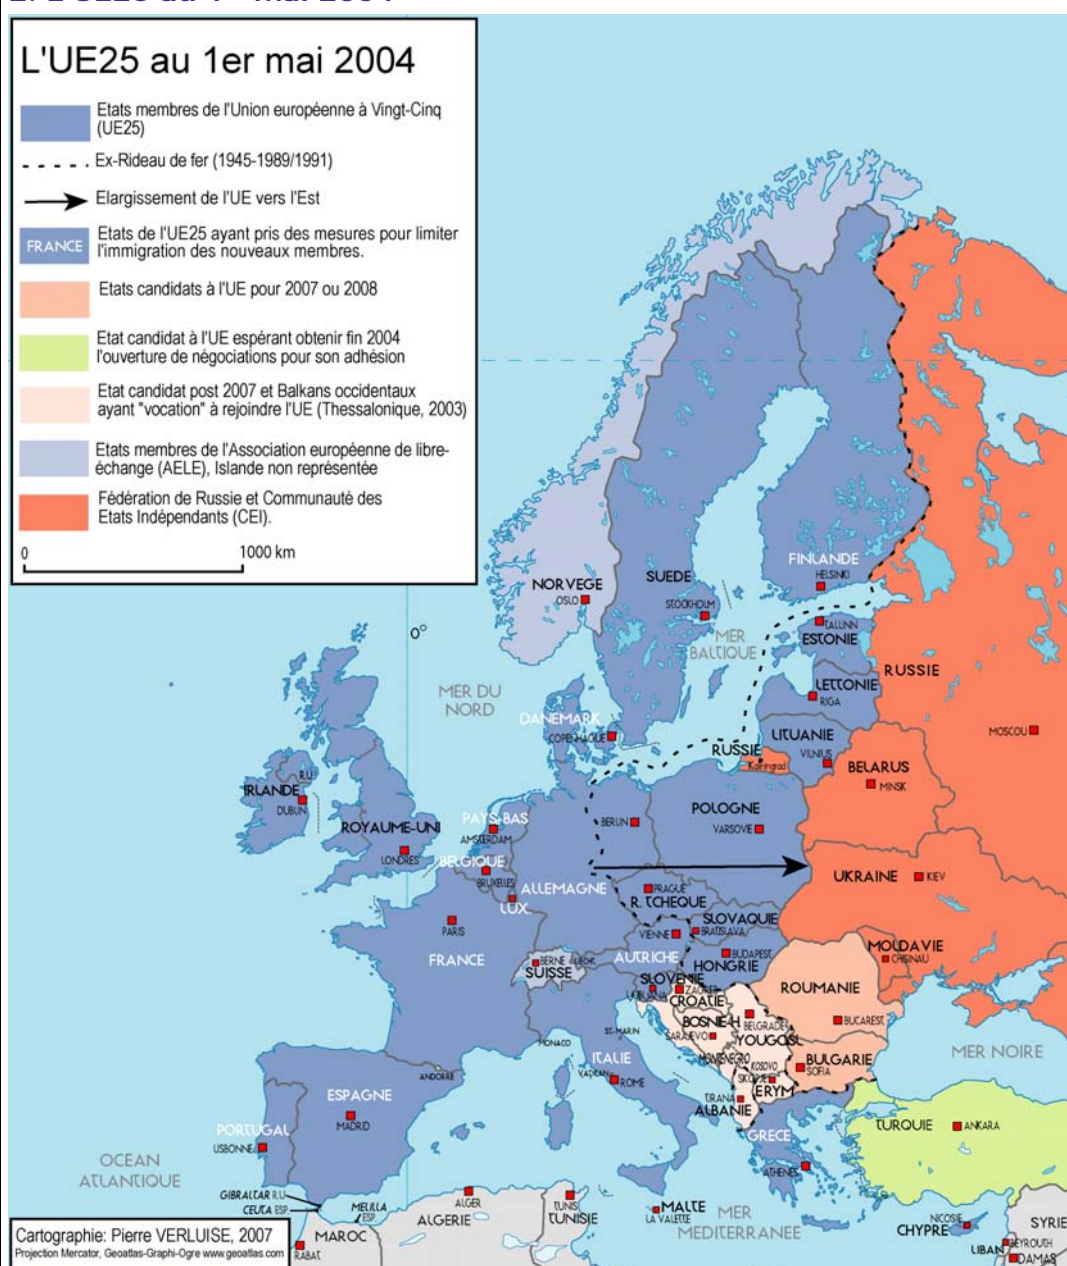 L'UE25 au 1er mai 2004
Etats membres de l'Union européenne à Vingt-Cinq
(UE25)
Ex-Rideau de fer (1945-1989/1991)
Elargissement de l'UE vers l'Est
FRANCE
Etats de l'UE25 ayant pris des mesures pour limiter
l'immigration des nouveaux membres.
Etats candidats à l'UE pour 2007 ou 2008
Etat candidat à l'UE espérant obtenir fin 2004
l'ouverture de négociations pour son adhésion
Etat candidat post 2007 et Balkans occidentaux
ayant "vocation" à rejoindre l'UE (Thessalonique, 2003)
Etats membres de l'Association européenne de libre-
échange (AELE), Islande non représentée
Fédération de Russie et Communauté des
Etats Indépendants (CEI).
0 1000 km
FINLANDE
HELSINKI
NORVEGE
OSLO
SUEDE
STOCKHOLM
TALLINN
ESTONIE
0°
MER
BALTIQUE
RUSSIE
LETTONIE
RIGA
MER DU
NORD
DANEMARK
COPENHAGUE
LITUANIE
VILNIUS
MOSCOU
RUSSIE
Kaliningrad
BELARUS
MINSK
R.U
IRLANDE
DUBLIN
PAYS-BAS
AMSTERDAM
BERLIN
POLOGNE
VARSOVIE
ROYAUME-UNI
LONDRES
BELGIQUE
BRUXELLES
ALLEMAGNE
UKRAINE
KIEV
LUX.
PRAGUE
R. TCHEQUE
PARIS
SLOVAQUIE
BRATISLAVA
VIENNE
FRANCE
BERNE
LIECH.
SUISSE
AUTRICHE
BUDAPEST
HONGRIE
MOLDAVIE
CHISINAU
SLOVENIE
LJUBLJANA
ZAGREB
CROATIE
ROUMANIE
BUCAREST
BOSNIE-H
SARAJEVO
BELGRADE
YOUGOSL
ST-MARIN
MONACO
ITALIE
VATICAN
ROME
MONTENEGRO
KOSOVO
BULGARIE
SOFIA
MER NOIRE
SKOPJE
ERYM
ANDORRE
ESPAGNE
MADRID
TIRANA
ALBANIE
PORTUGAL
LISBONNE
GRECE
ATHENES
TURQUIE
ANKARA
OCEAN
ATLANTIQUE
GIBRALTAR R.U
CEUTA ESP.
MELILLA
ESP.
ALGER
ALGERIE
TUNIS
TUNISIE
MALTE
LA VALETTE
MER
MEDITERRANEE
NICOSIE
CHYPRE
SYRIE
LIBAN
BEYROUTH
DAMAS
MAROC
RABAT
Cartographie: Pierre VERLUISE, 2007
Projection Mercator, Geoatlas-Graphi-Ogre www.geoatlas.com